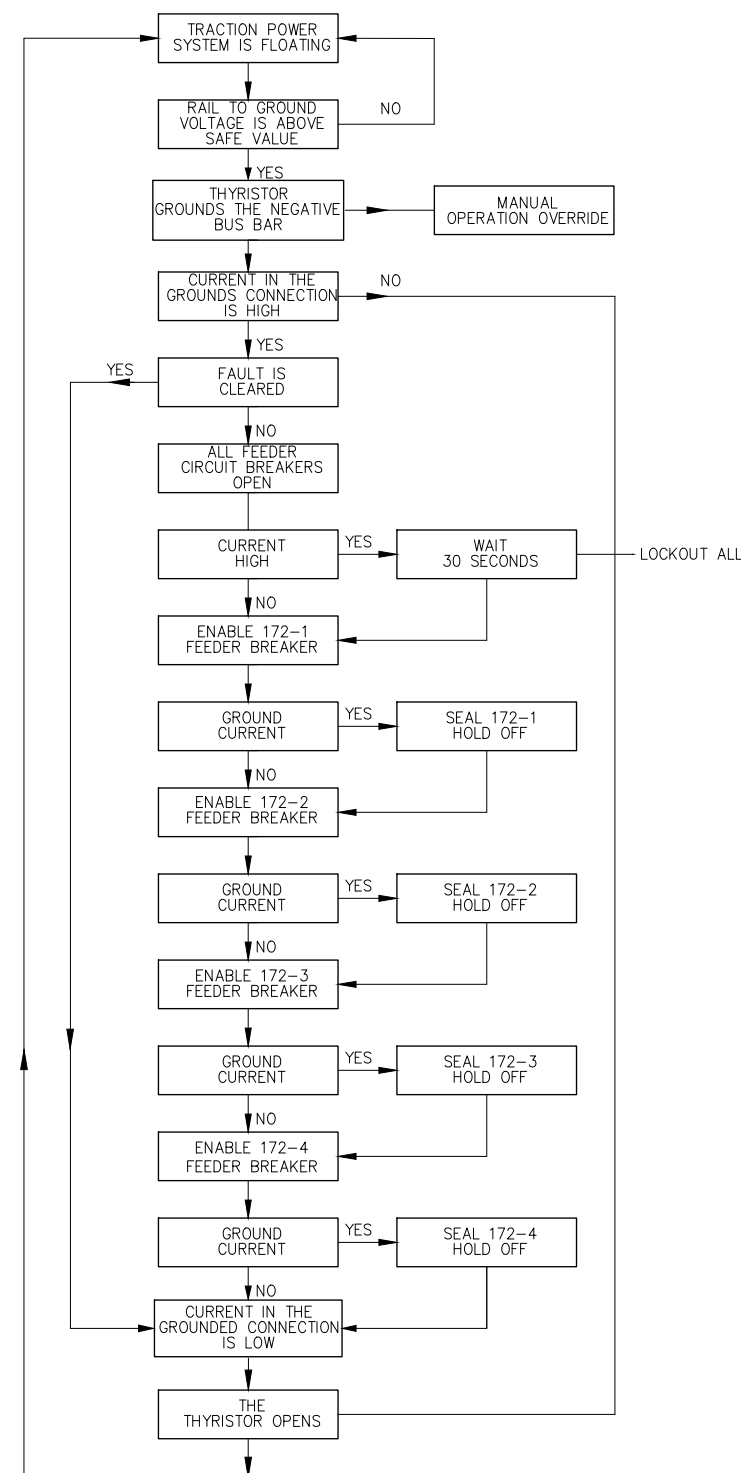 TRACTION POWER
SYSTEM IS FLOATING
RAIL TO GROUND
VOLTAGE IS ABOVE
SAFE VALUE
NO
YES
THYRISTOR
GROUNDS THE NEGATIVE
BUS BAR
MANUAL
OPERATION OVERRIDE
CURRENT IN THE
GROUNDS CONNECTION
IS HIGH
NO
YES
FAULT IS
CLEARED
YES
NO
ALL FEEDER
CIRCUIT BREAKERS
OPEN
CURRENT
HIGH
YES
WAIT
30 SECONDS
LOCKOUT ALL
NO
ENABLE 172-1
FEEDER BREAKER
GROUND
CURRENT
YES
SEAL 172-1
HOLD OFF
NO
ENABLE 172-2
FEEDER BREAKER
GROUND
CURRENT
YES
SEAL 172-2
HOLD OFF
NO
ENABLE 172-3
FEEDER BREAKER
GROUND
CURRENT
YES
SEAL 172-3
HOLD OFF
NO
ENABLE 172-4
FEEDER BREAKER
GROUND
CURRENT
YES
SEAL 172-4
HOLD OFF
NO
CURRENT IN THE
GROUNDED CONNECTION
IS LOW
THE
THYRISTOR OPENS